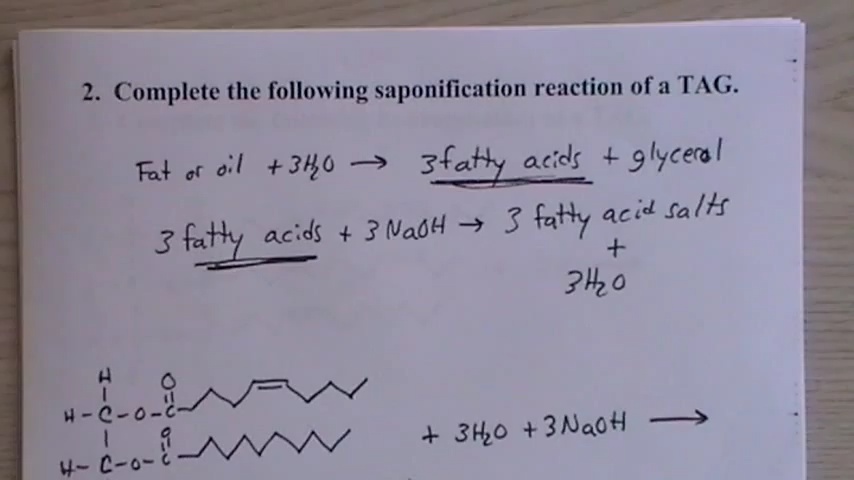 2. Complete the following saponification reaction of a TAG.
Fat or oil + 3H₂O → 3 fatty acids + glycerol
3 fatty acids + 3 NaOH → 3 fatty acid salts
+
3H₂O
H O
H-C-O-C
+ 3H₂O + 3NaOH →
O
H-C-O-C